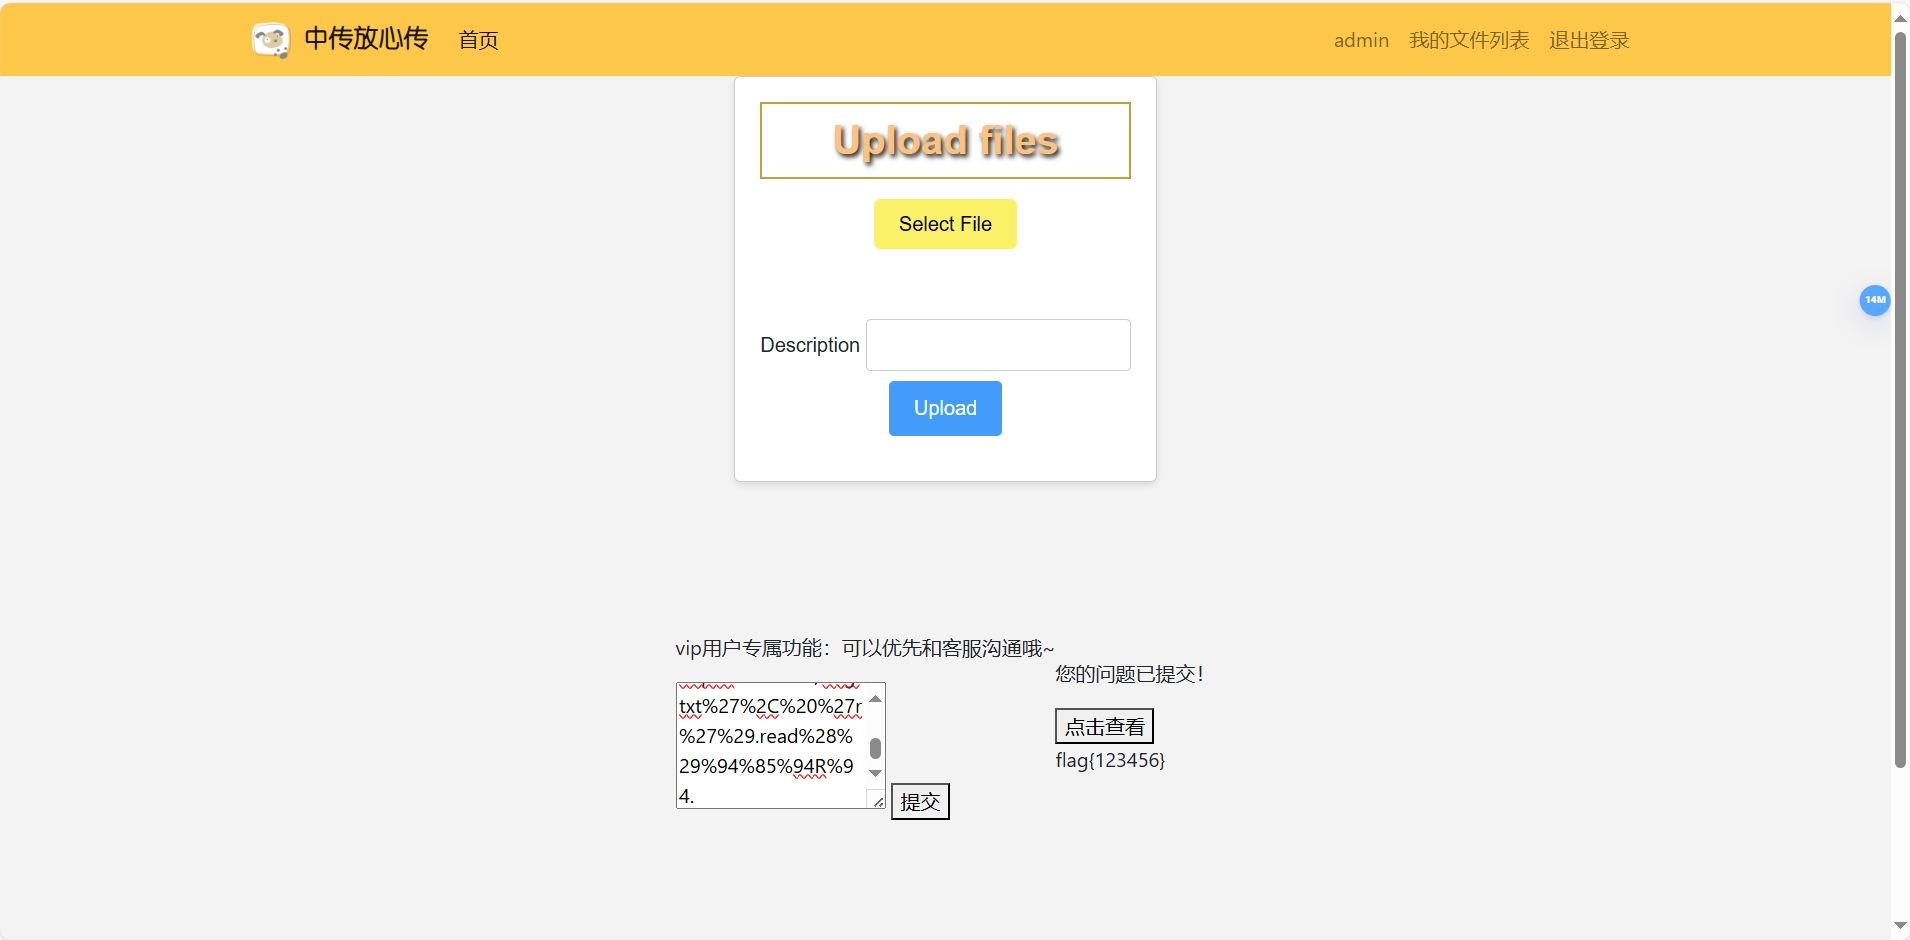 中传放心传 首页 admin 我的文件列表 退出登录
Upload files
Select File
14M
Description
Upload
vip用户专属功能：可以优先和客服沟通哦~
您的问题已提交！
txt%27%2C%20%27r
%27%29.read%28%
29%94%85%94R%9
4.
提交
点击查看
flag{123456}